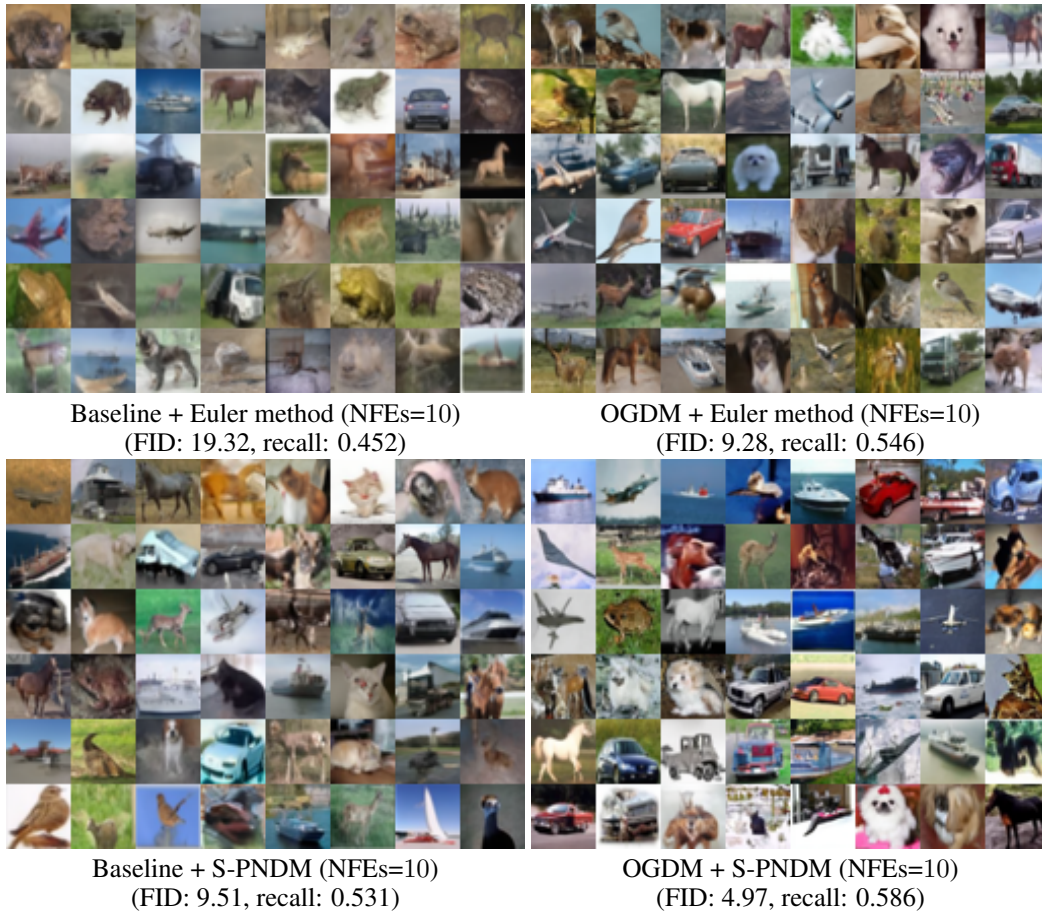 Baseline + Euler method (NFEs=10)
(FID: 19.32, recall: 0.452)
OGDM + Euler method (NFEs=10)
(FID: 9.28, recall: 0.546)
Baseline + S-PNDM (NFEs=10)
(FID: 9.51, recall: 0.531)
OGDM + S-PNDM (NFEs=10)
(FID: 4.97, recall: 0.586)